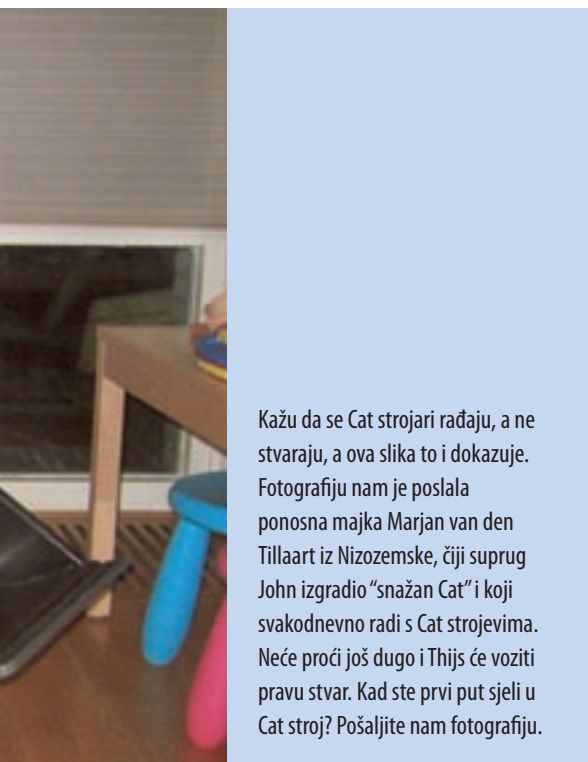 Kažu da se Cat strojari rađaju, a ne
stvaraju, a ova slika to i dokazuje.
Fotografiju nam je poslala
ponosna majka Marjan van den
Tillaart iz Nizozemske, čiji suprug
John izgradio “snažan Cat” i koji
svakodnevno radi s Cat strojevima.
Neće proći još dugo i Thijs će voziti
pravu stvar. Kad ste prvi put sjeli u
Cat stroj? Pošaljite nam fotografiju.